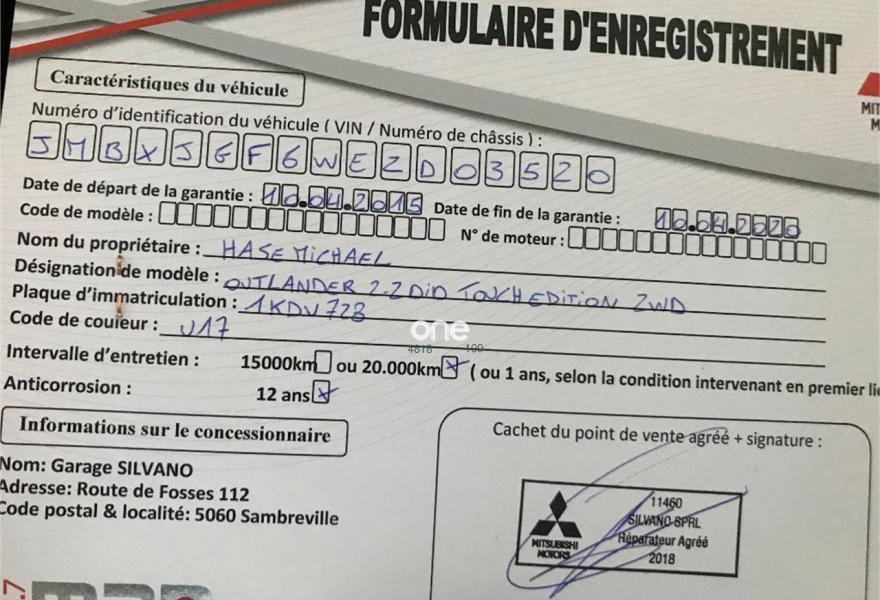 FORMULAIRE D'ENREGISTREMENT
Caractéristiques du véhicule
MIT
M
Numéro d'identification du véhicule ( VIN / Numéro de châssis ) :
JMBXJGF6WEZD03520
Date de départ de la garantie : 10.04.2015 Date de fin de la garantie : 10.04.2020
Code de modèle : N° de moteur :
Nom du propriétaire : HASE MICHAEL
Désignation de modèle : OUTLANDER 2.2 DID TOUCH EDITION 2WD
Plaque d'immatriculation : 1KDV728
Code de couleur : U17
one
4816 100
Intervalle d'entretien : 15000km ou 20.000km x ( ou 1 ans, selon la condition intervenant en premier lie
Anticorrosion : 12 ans x
Informations sur le concessionnaire
Nom: Garage SILVANO
Adresse: Route de Fosses 112
Code postal & localité: 5060 Sambreville
Cachet du point de vente agréé + signature :
MITSUBISHI
MOTORS
11460
SILVANO SPRL
Réparateur Agréé
2018